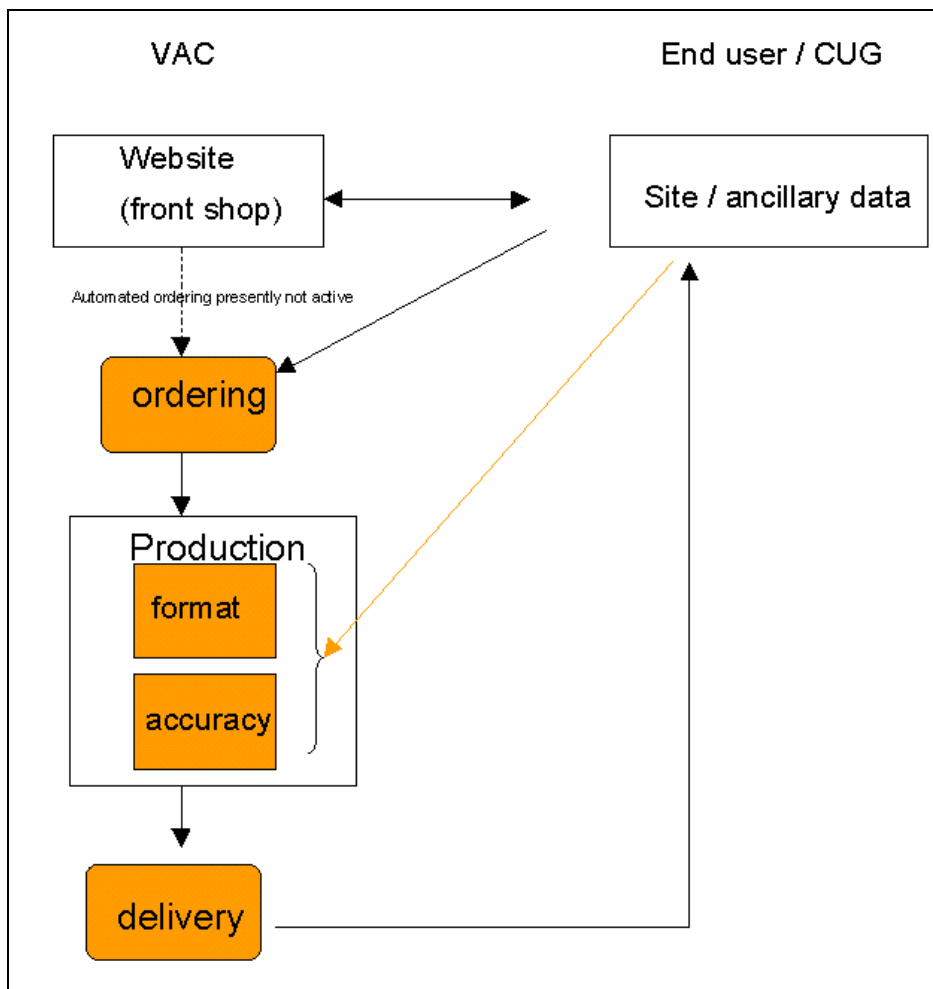 VAC
End user / CUG
Website
(front shop)
Site / ancillary data
Automated ordering presently not active
ordering
Production
format
accuracy
delivery